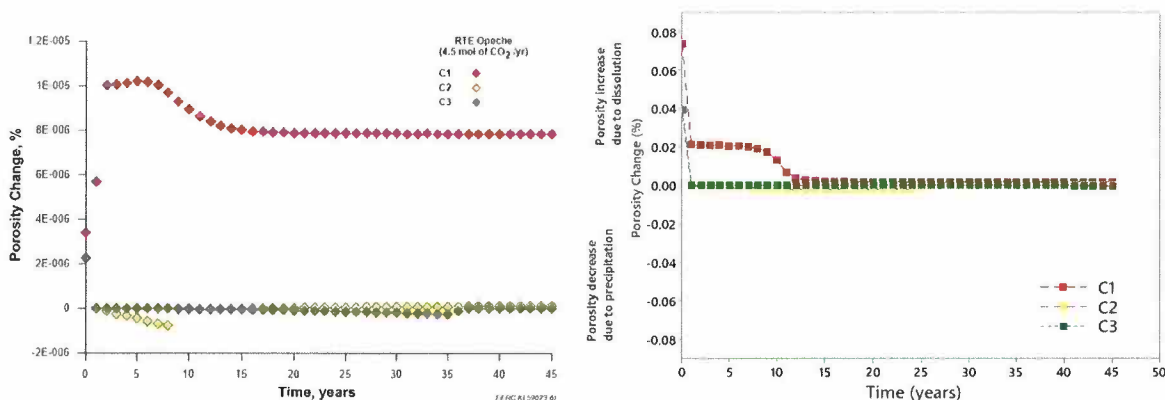 1.2E-005
1E-005
8E-006
6E-006
4E-006
2E-006
0
-2E-006
Porosity Change, %
0 5 10 15 20 25 30 35 40 45
Time, years
RTE Opeche
(4.5 mol of CO2/yr)
C1
C2
C3
Porosity increase
due to dissolution
Porosity decrease
due to precipitation
Porosity Change (%)
0.08
0.06
0.04
0.02
0.00
-0.02
-0.04
-0.06
-0.08
0 5 10 15 20 25 30 35 40 45
Time (years)
C1
C2
C3